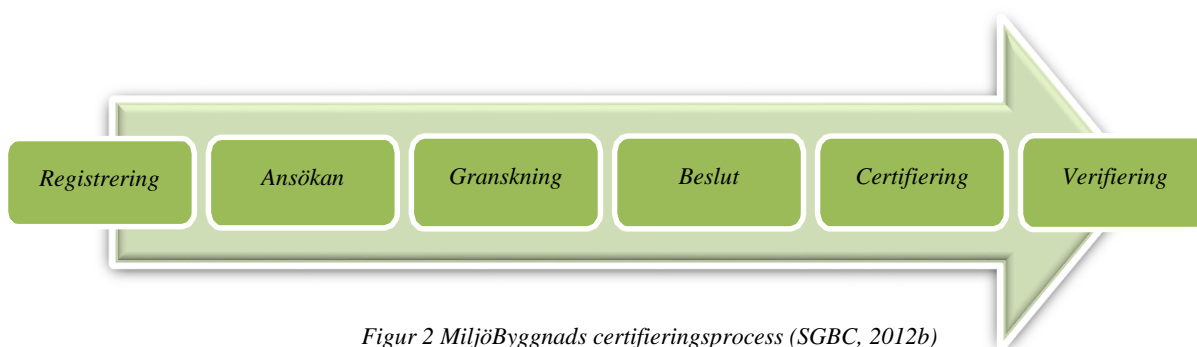 Registrering Ansökan Granskning Beslut Certifiering Verifiering
Figur 2 MiljöByggnads certifieringsprocess (SGBC, 2012b)